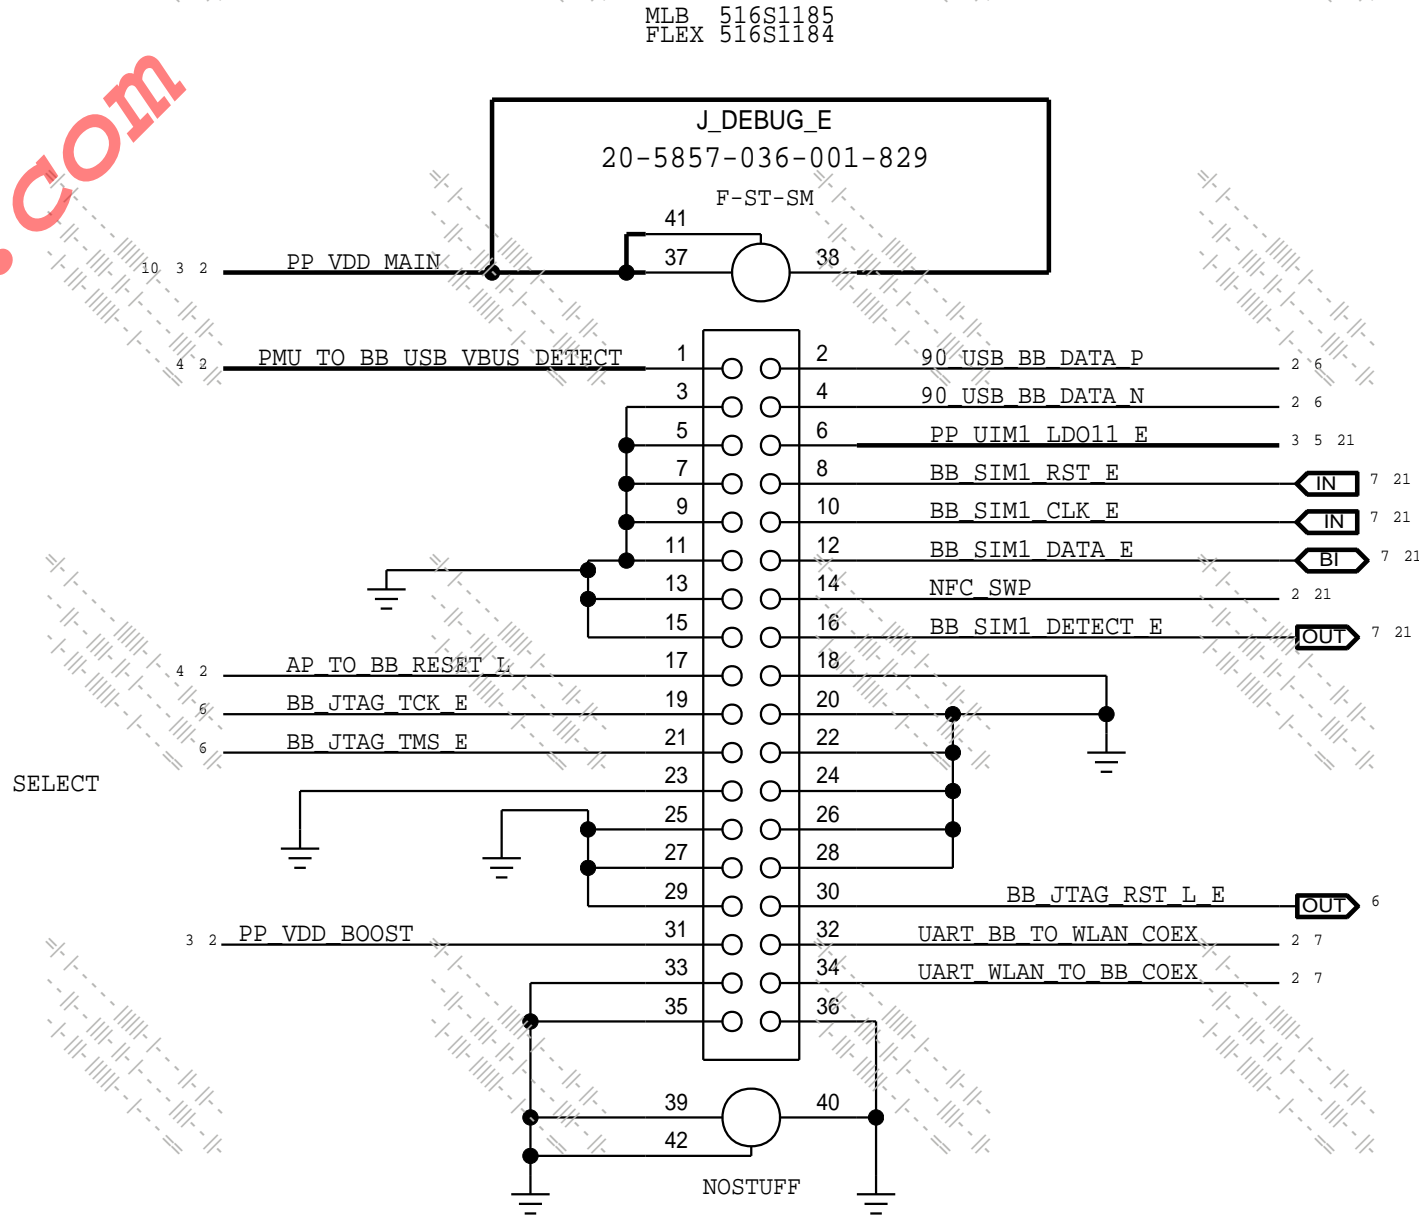 MLB 516S1185
FLEX 516S1184
.com
J_DEBUG_E
20-5857-036-001-829
F-ST-SM
41
10 3 2 PP_VDD_MAIN 37 38
4 2 PMU_TO_BB_USB_VBUS_DETECT 1 2 90_USB_BB_DATA_P 2 6
3 4 90_USB_BB_DATA_N 2 6
5 6 PP_UIM1_LDO11_E 3 5 21
7 8 BB_SIM1_RST_E IN 7 21
9 10 BB_SIM1_CLK_E IN 7 21
11 12 BB_SIM1_DATA_E BI 7 21
13 14 NFC_SWP 2 21
15 16 BB_SIM1_DETECT_E OUT 7 21
4 2 AP_TO_BB_RESET_L 17 18
6 BB_JTAG_TCK_E 19 20
6 BB_JTAG_TMS_E 21 22
SELECT 23 24
25 26
27 28
29 30 BB_JTAG_RST_L_E OUT 6
3 2 PP_VDD_BOOST 31 32 UART_BB_TO_WLAN_COEX 2 7
33 34 UART_WLAN_TO_BB_COEX 2 7
35 36
39 40
42
NOSTUFF